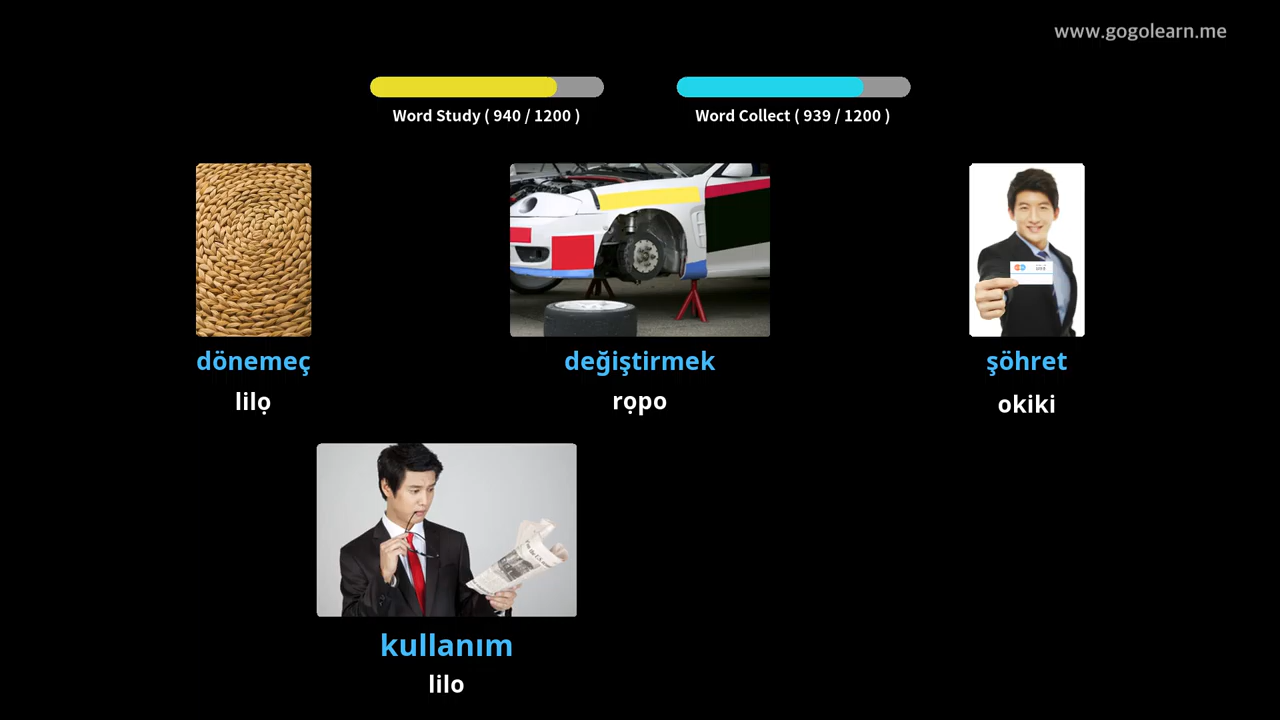 www.gogolearn.me
Word Study ( 940 / 1200 )
Word Collect ( 939 / 1200 )
dönemeç
lilọ
değiştirmek
rọpo
şöhret
okiki
kullanım
lilo